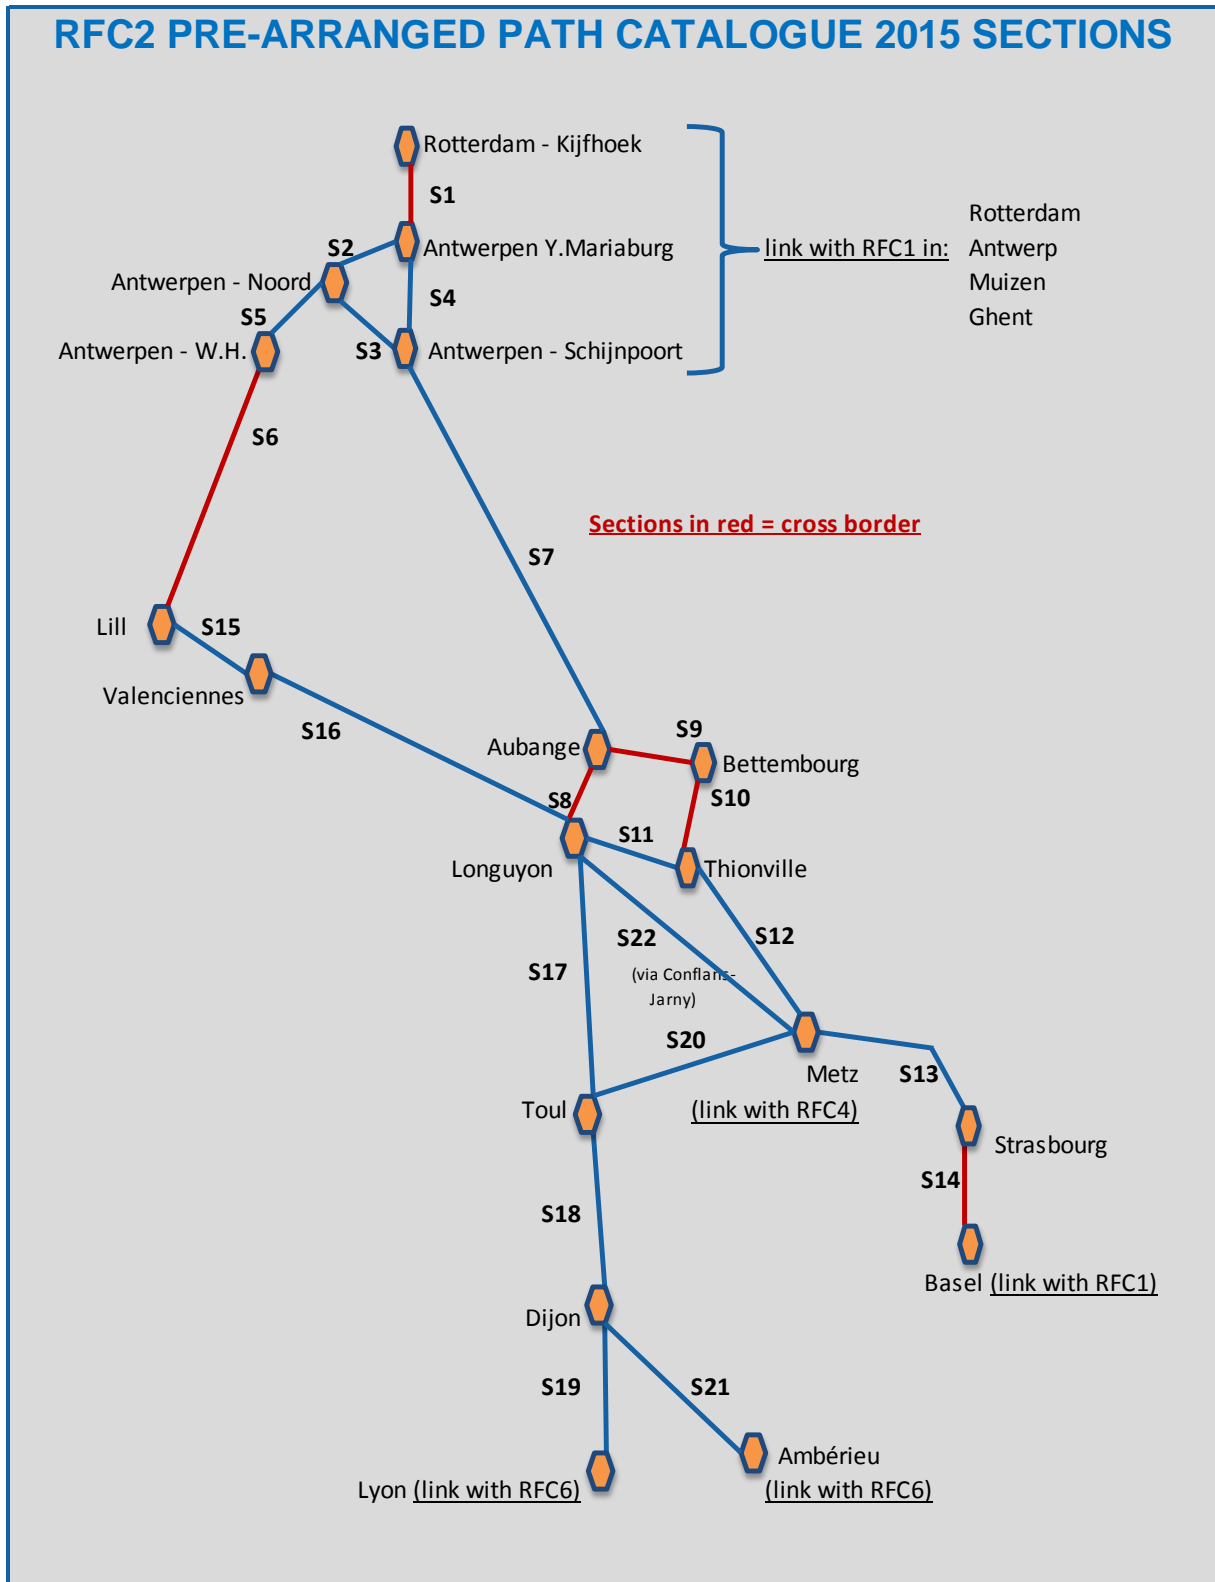 RFC2 PRE-ARRANGED PATH CATALOGUE 2015 SECTIONS
Rotterdam - Kijfhoek
S1
Rotterdam
S2
Antwerpen Y.Mariaburg
link with RFC1 in:
Antwerp
Antwerpen - Noord
Muizen
S4
S5
Ghent
Antwerpen - W.H.
S3
Antwerpen - Schijnpoort
S6
Sections in red = cross border
S7
Lill
S15
Valenciennes
S16
S9
Aubange
Bettembourg
S8
S10
S11
Longuyon
Thionville
S22
S12
S17
(via Conflans-
Jarny)
S20
Metz
S13
Toul
(link with RFC4)
Strasbourg
S14
S18
Basel (link with RFC1)
Dijon
S19
S21
Ambérieu
Lyon (link with RFC6)
(link with RFC6)